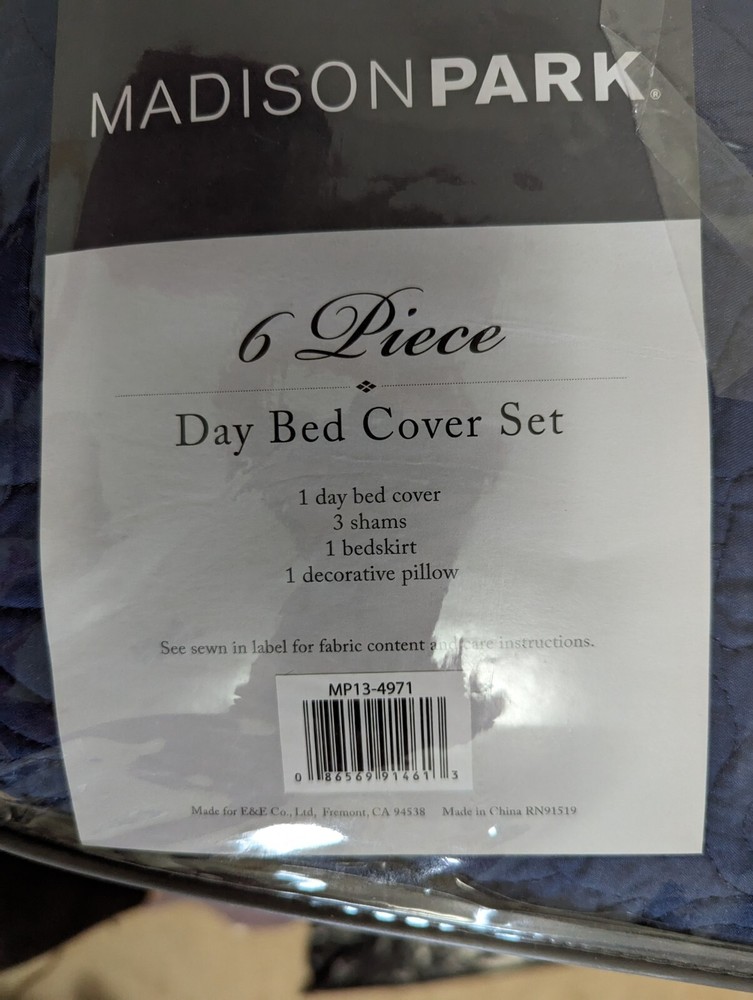 MADISONPARK®
6 Piece
Day Bed Cover Set
1 day bed cover
3 shams
1 bedskirt
1 decorative pillow
See sewn in label for fabric content and care instructions.
MP13-4971
0 86569 91461 3
Made for E&E Co., Ltd, Fremont, CA 94538 Made in China RN91519